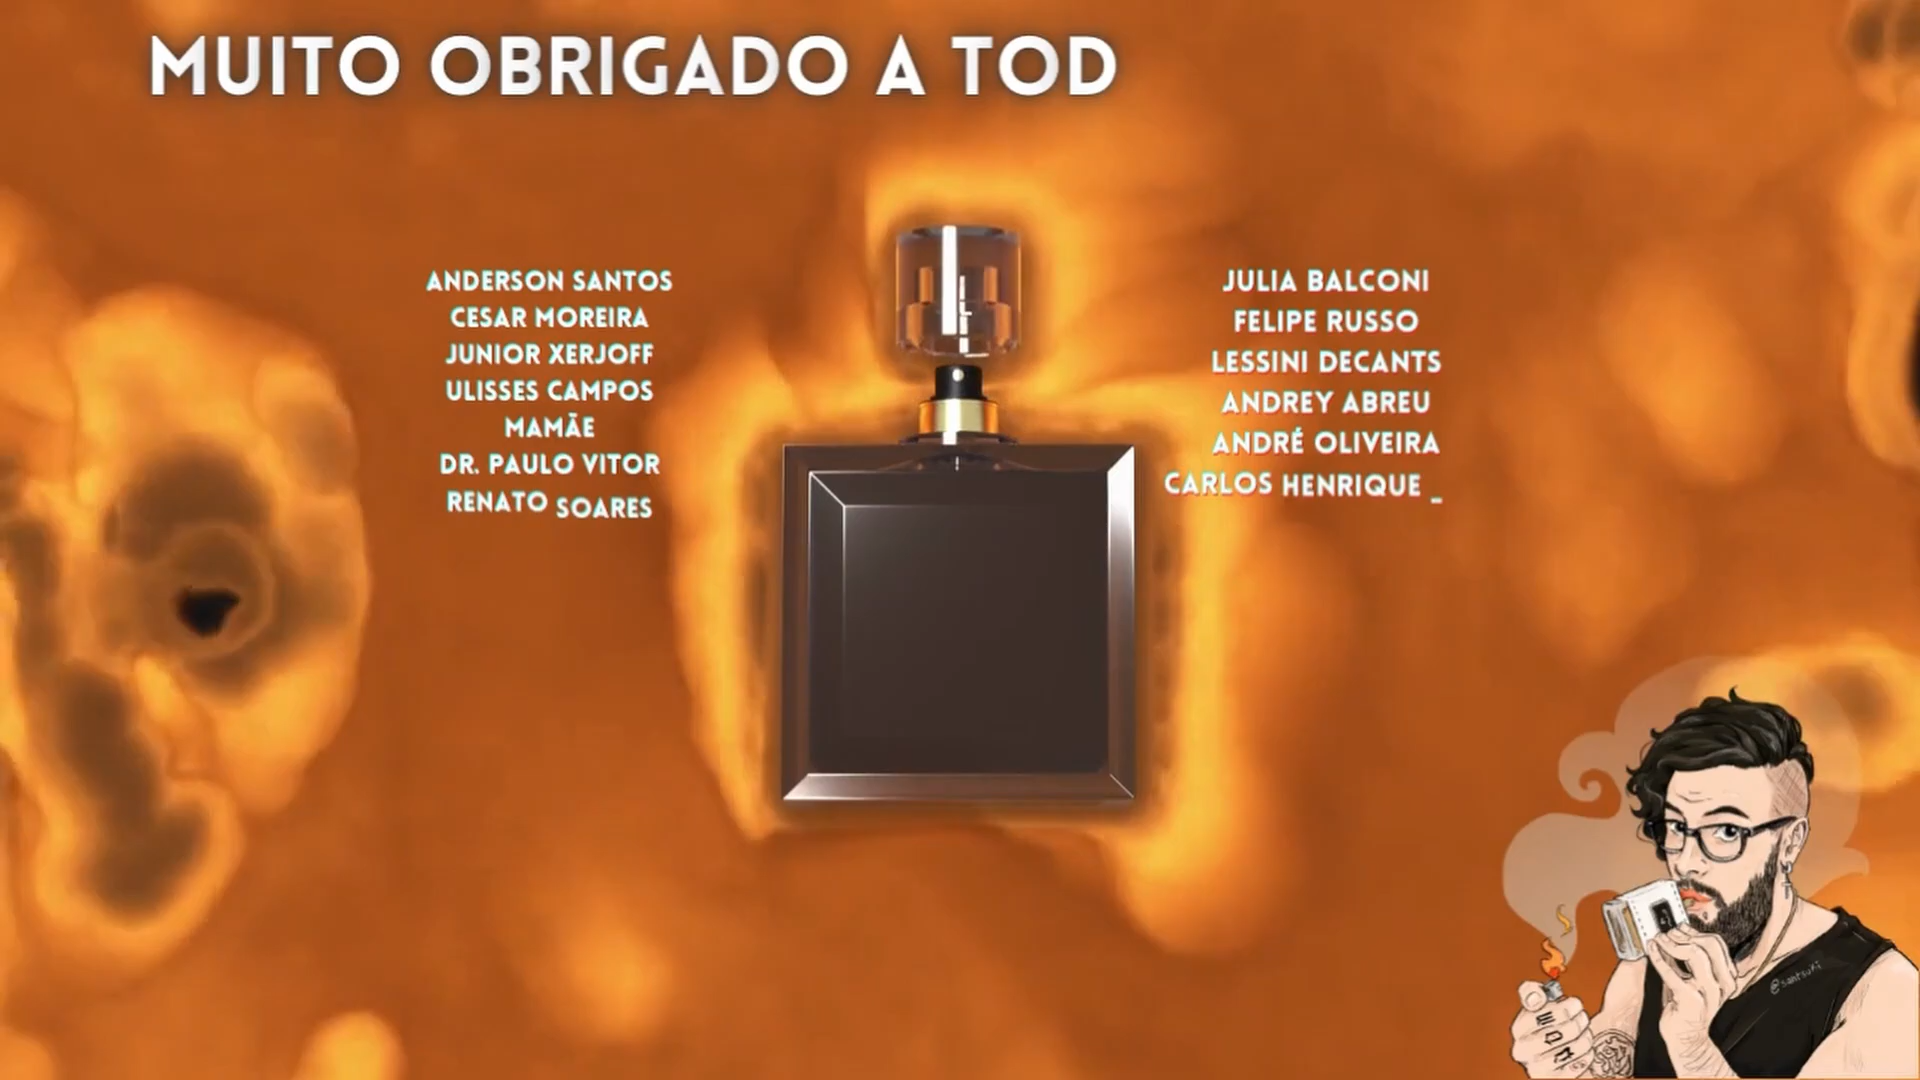 MUITO OBRIGADO A TOD
ANDERSON SANTOS
CESAR MOREIRA
JUNIOR XERJOFF
ULISSES CAMPOS
MAMÃE
DR. PAULO VITOR
RENATO SOARES
JULIA BALCONI
FELIPE RUSSO
LESSINI DECANTS
ANDREY ABREU
ANDRÉ OLIVEIRA
CARLOS HENRIQUE _
@santsuki